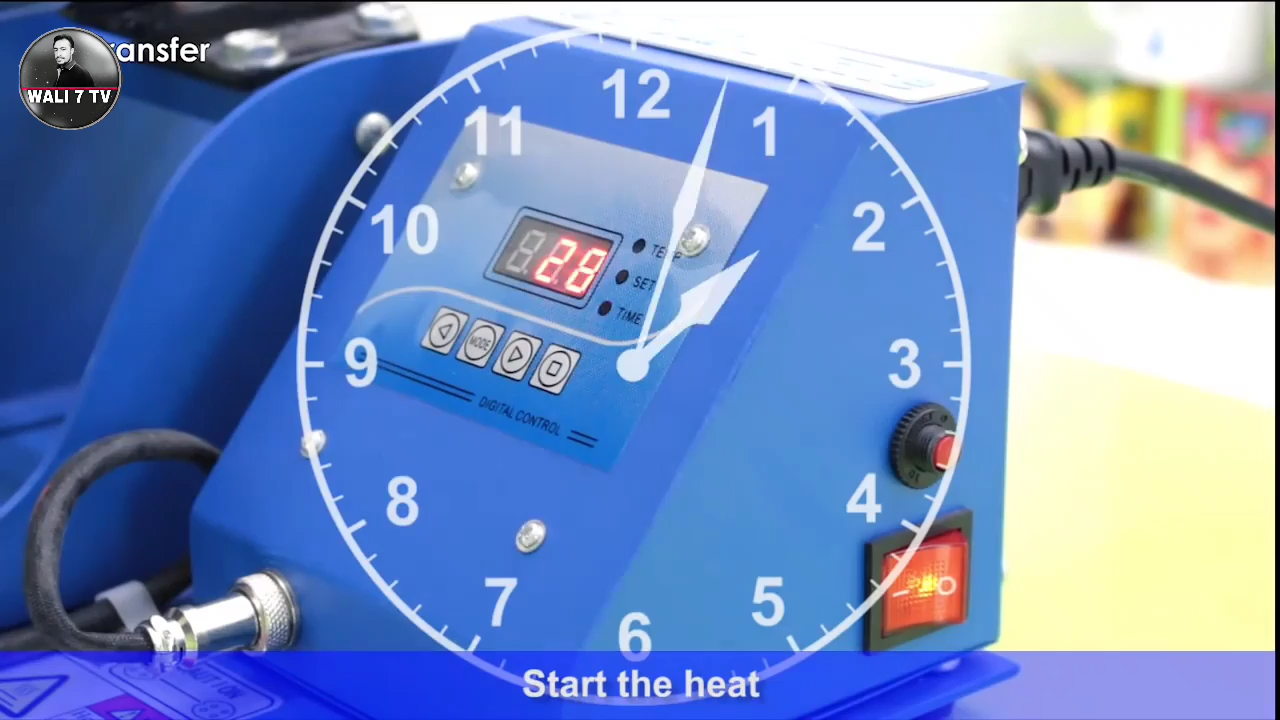 ansfer
WALI 7 TV
12
11
1
10
2
28
TEMP
SET
TIME
MODE
9
3
DIGITAL CONTROL
8
4
7
5
6
Start the heat
CAUTION